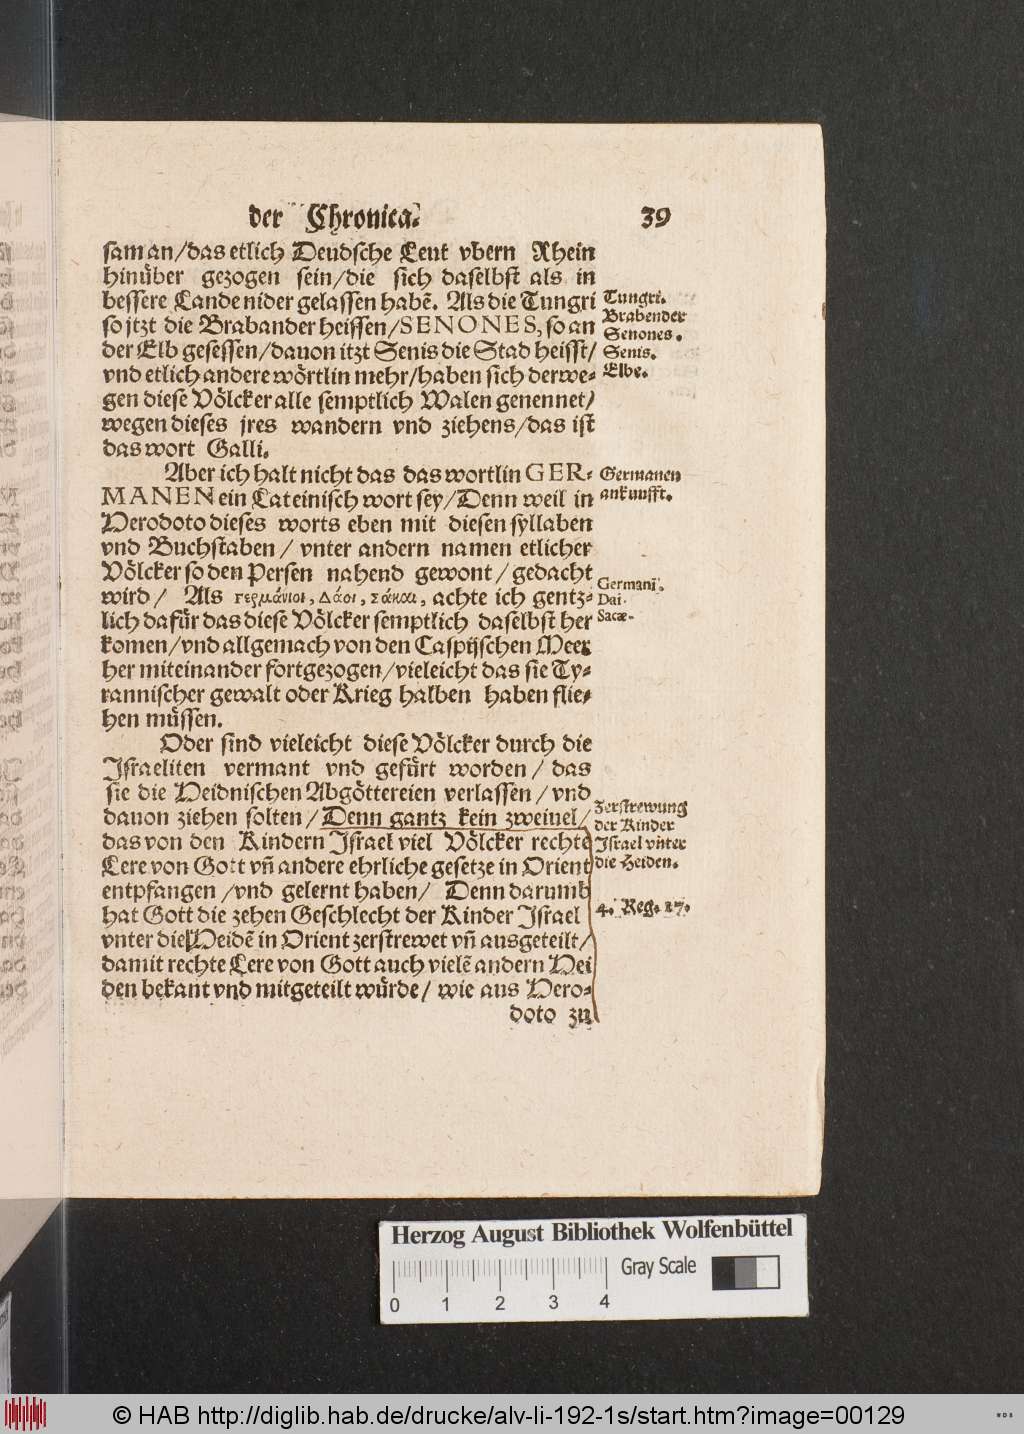 der Chronica. 39
sam an/das etlich Deudsche Leut vbern Rhein
hinüber gezogen sein/die sich daselbst als in
bessere Lande nider gelassen habẽ. Als die Tungri
so jtzt die Brabander heissen/SENONES, so an
der Elb gesessen/dauon itzt Senis die Stad heisst/
vnd etlich andere wörtlin mehr/haben sich derwe-
gen diese Völcker alle semptlich Walen genennet/
wegen dieses jres wandern vnd ziehens/das ist
das wort Galli.
Tungri.
Brabender
Senones.
Senis.
Elbe.
Aber ich halt nicht das das wortlin GER-
MANEN ein Lateinisch wort sey/Denn weil in
Herodoto dieses worts eben mit diesen syllaben
vnd Buchstaben / vnter andern namen etlicher
Völcker so den Persen nahend gewont / gedacht
wird / Als γερμάνιοι, Δάοι, Σάκαι, achte ich gentz-
lich dafür das diese Völcker semptlich daselbst her
komen/vnd allgemach von den Caspijschen Meer
her miteinander fortgezogen/vieleicht das sie Ty-
rannischer gewalt oder Krieg halben haben flie-
hen müssen.
Germanen
ankunfft.
Germani.
Dai.
Sacæ.
Oder sind vieleicht diese Völcker durch die
Israeliten vermant vnd gefürt worden / das
sie die Heidnischen Abgöttereien verlassen / vnd
dauon ziehen solten / Denn gantz kein zweiuel/
das von den Kindern Israel viel Völcker rechte
Lere von Gott vñ andere ehrliche gesetze in Orient
entpfangen /vnd gelernt haben/ Denn darumb
hat Gott die zehen Geschlecht der Kinder Israel
vnter die Heidẽ in Orient zerstrewet vñ ausgeteilt/
damit rechte Lere von Gott auch vielẽ andern Hei
den bekant vnd mitgeteilt würde/ wie aus Hero-
doto zu
Zerstrewung
der Kinder
Israel vnter
die Heiden.
4. Reg. 17.
Herzog August Bibliothek Wolfenbüttel
0 1 2 3 4
Gray Scale
© HAB http://diglib.hab.de/drucke/alv-li-192-1s/start.htm?image=00129